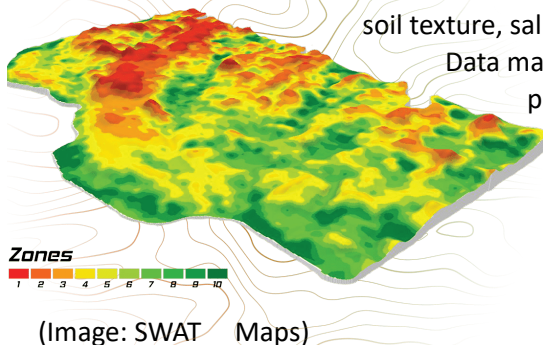 soil texture, sal
Data ma
p
Zones
1 2 3 4 5 6 7 8 9 10
(Image: SWAT Maps)